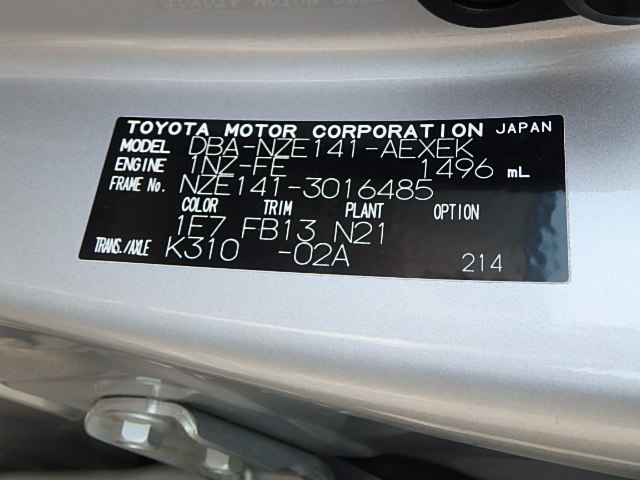 TOYOTA MOTOR CORPORATION JAPAN
MODEL DBA-NZE141-AEXEK
ENGINE 1NZ-FE 1496 mL
FRAME No. NZE141-3016485
COLOR TRIM PLANT OPTION
1E7 FB13 N21
TRANS./AXLE K310 -02A 214